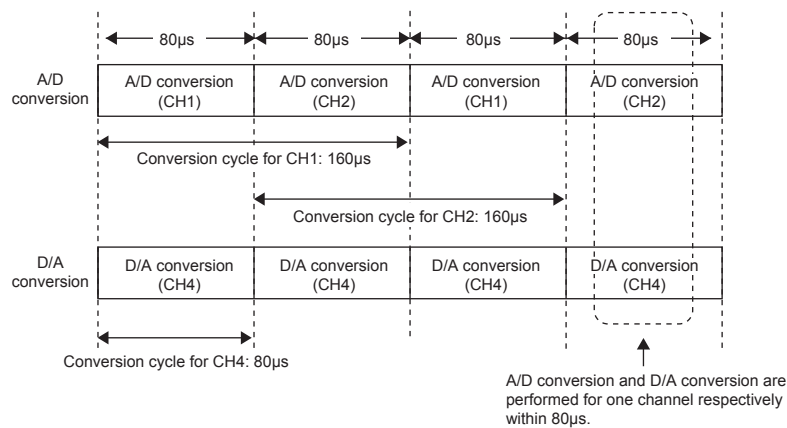 80µs 80µs 80µs 80µs
A/D
conversion
A/D conversion
(CH1)
A/D conversion
(CH2)
A/D conversion
(CH1)
A/D conversion
(CH2)
Conversion cycle for CH1: 160µs
Conversion cycle for CH2: 160µs
D/A
conversion
D/A conversion
(CH4)
D/A conversion
(CH4)
D/A conversion
(CH4)
D/A conversion
(CH4)
Conversion cycle for CH4: 80µs
A/D conversion and D/A conversion are
performed for one channel respectively
within 80µs.